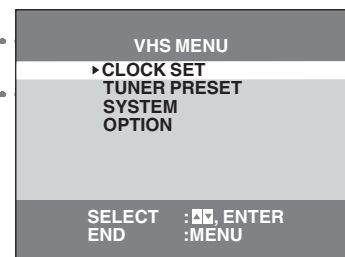 VHS MENU
▶CLOCK SET
TUNER PRESET
SYSTEM
OPTION
SELECT :▲▼, ENTER
END :MENU